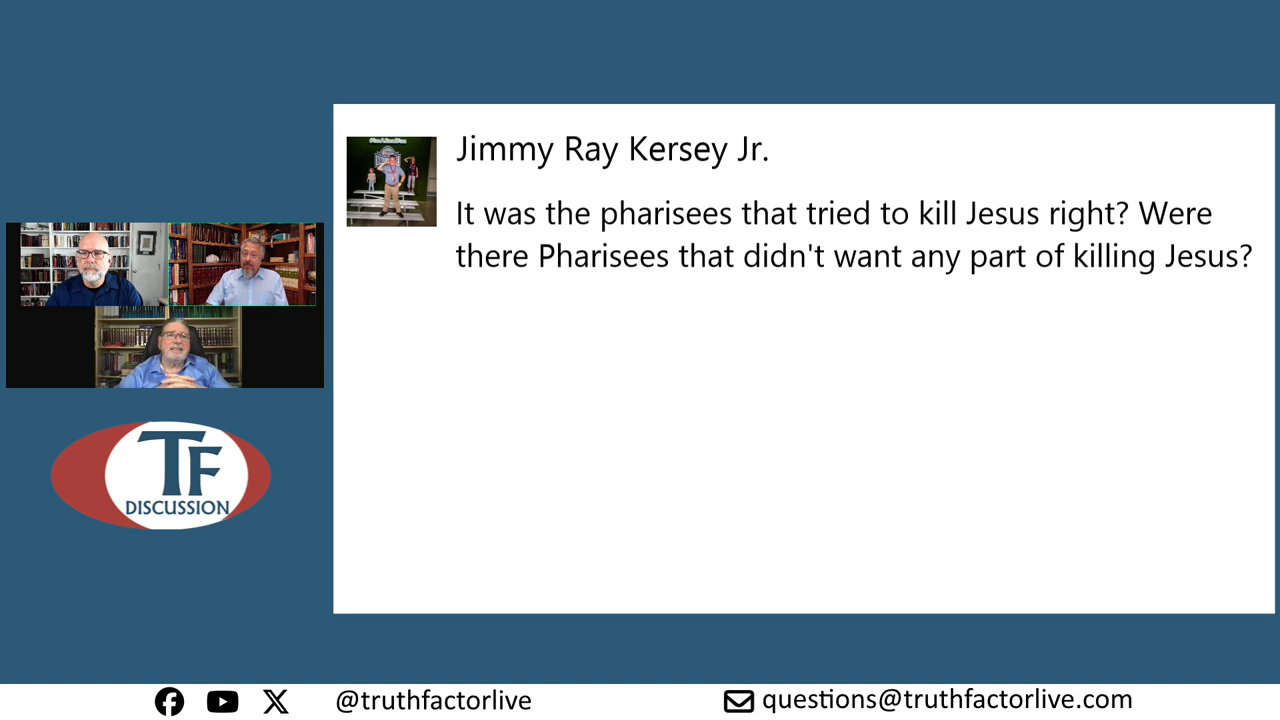 Jimmy Ray Kersey Jr.
It was the pharisees that tried to kill Jesus right? Were
there Pharisees that didn't want any part of killing Jesus?
TF
DISCUSSION
@truthfactorlive
questions@truthfactorlive.com